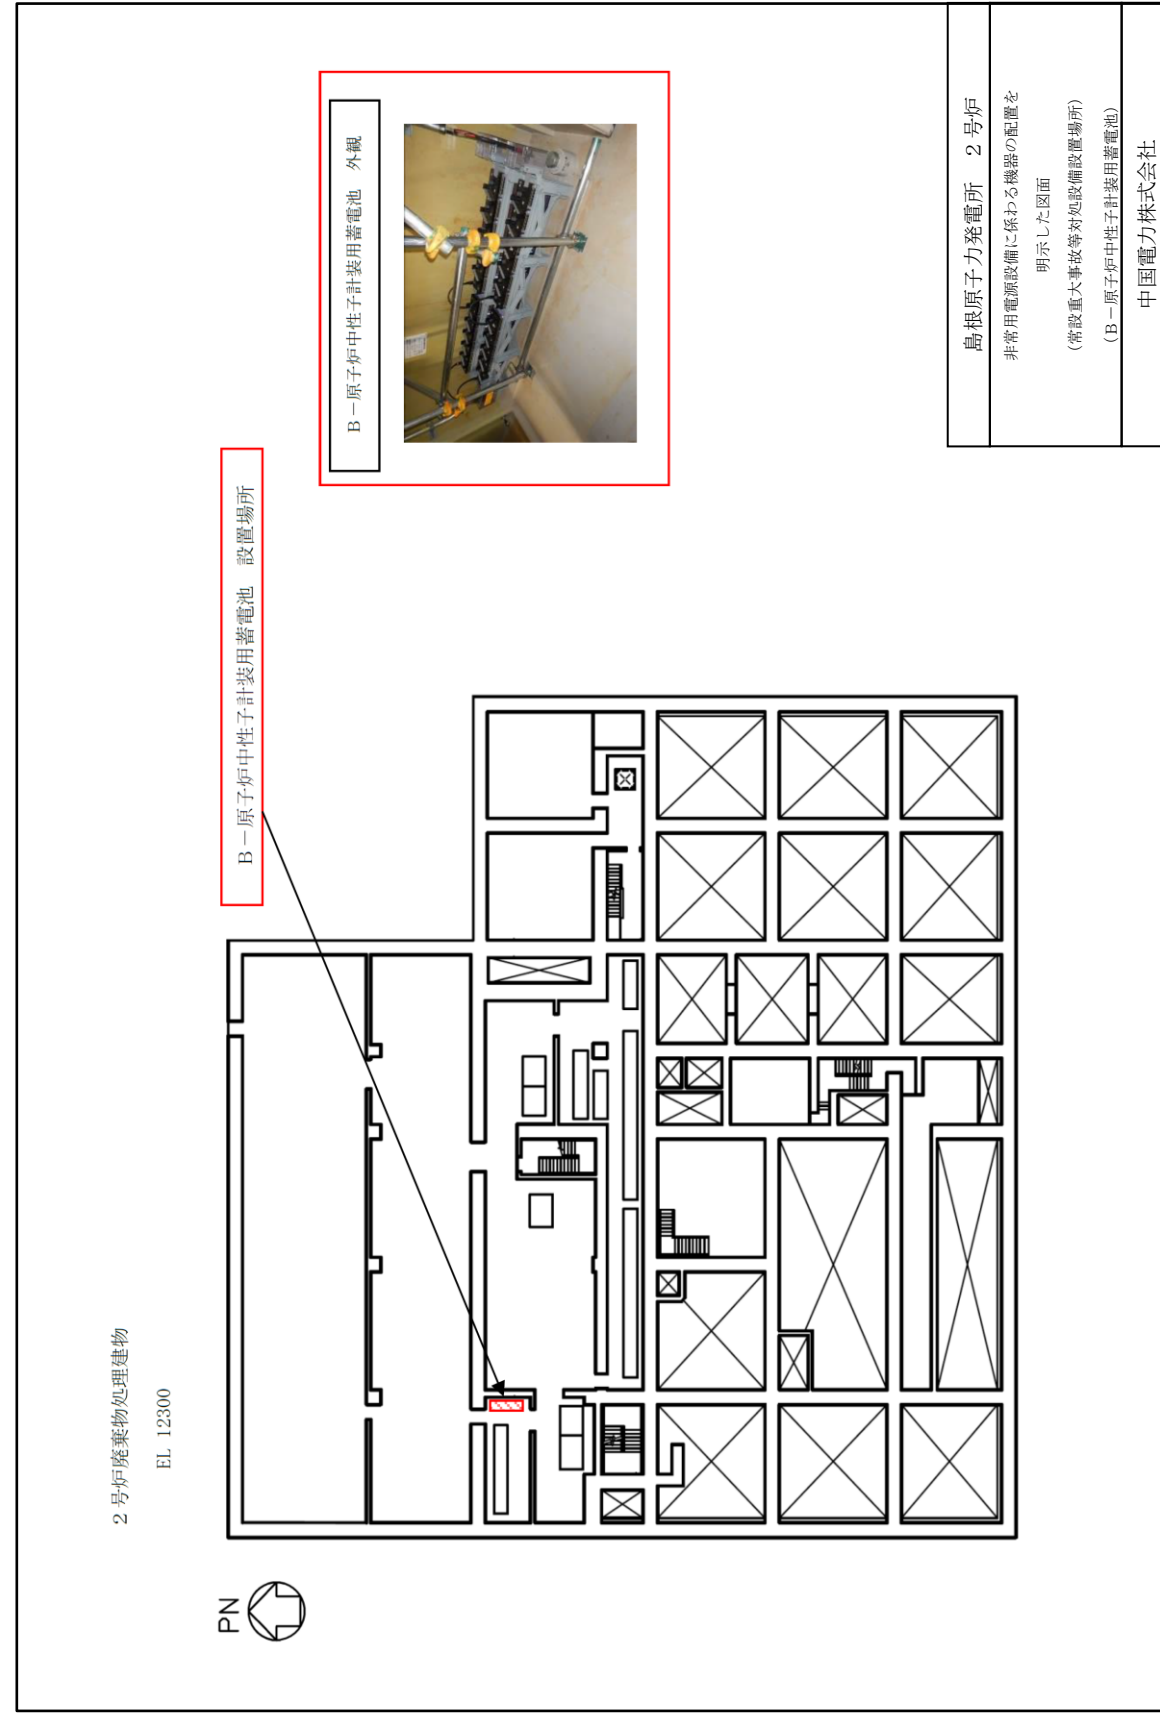 ２号炉廃棄物処理建物
EL 12300
PN
Ｂ－原子炉中性子計装用蓄電池　設置場所
Ｂ－原子炉中性子計装用蓄電池　外観
島根原子力発電所　２号炉
非常用電源設備に係わる機器の配置を
明示した図面
（常設重大事故等対処設備設置場所）
（Ｂ－原子炉中性子計装用蓄電池）
中国電力株式会社